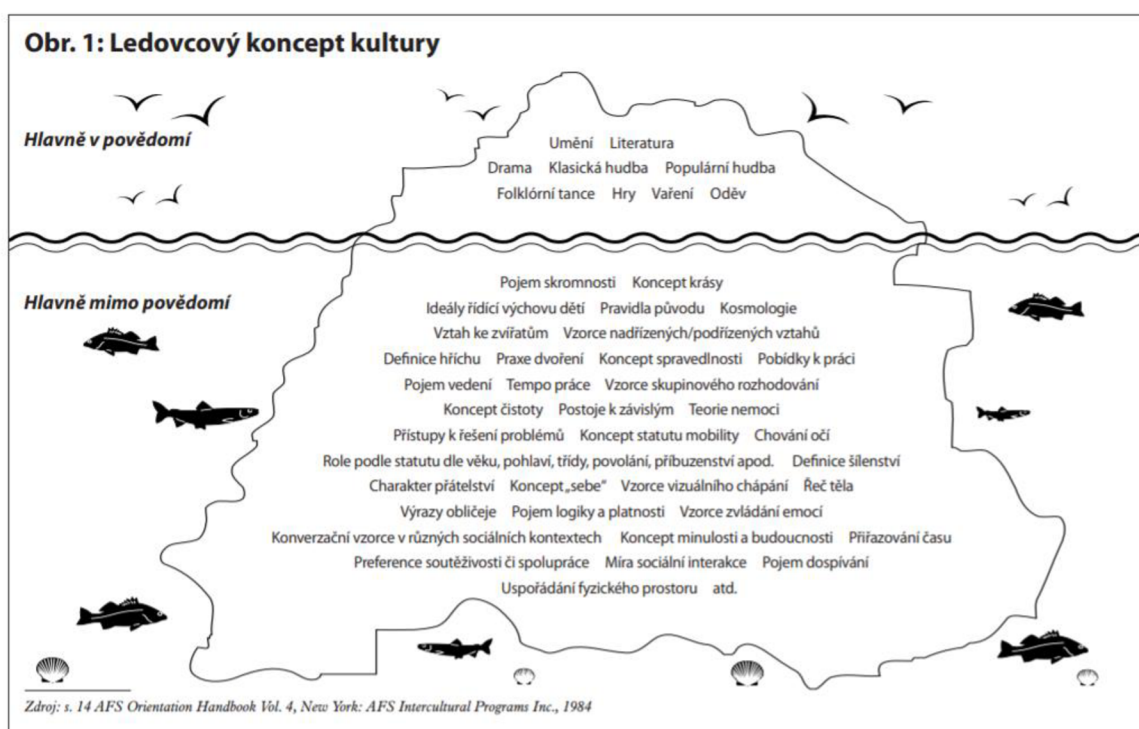 Obr. 1: Ledovcový koncept kultury
Hlavně v povědomí
Umění Literatura
Drama Klasická hudba Populární hudba
Folklórní tance Hry Vaření Oděv
Hlavně mimo povědomí
Pojem skromnosti Koncept krásy
Ideály řídící výchovu dětí Pravidla původu Kosmologie
Vztah ke zvířatům Vzorce nadřízených/podřízených vztahů
Definice hříchu Praxe dvoření Koncept spravedlnosti Pobídky k práci
Pojem vedení Tempo práce Vzorce skupinového rozhodování
Koncept čistoty Postoje k závislým Teorie nemoci
Přístupy k řešení problémů Koncept statutu mobility Chování očí
Role podle statutu dle věku, pohlaví, třídy, povolání, příbuzenství apod. Definice šílenství
Charakter přátelství Koncept „sebe“ Vzorce vizuálního chápání Řeč těla
Výrazy obličeje Pojem logiky a platnosti Vzorce zvládání emocí
Konverzační vzorce v různých sociálních kontextech Koncept minulosti a budoucnosti Přiřazování času
Preference soutěživosti či spolupráce Míra sociální interakce Pojem dospívání
Uspořádání fyzického prostoru atd.
Zdroj: s. 14 AFS Orientation Handbook Vol. 4, New York: AFS Intercultural Programs Inc., 1984